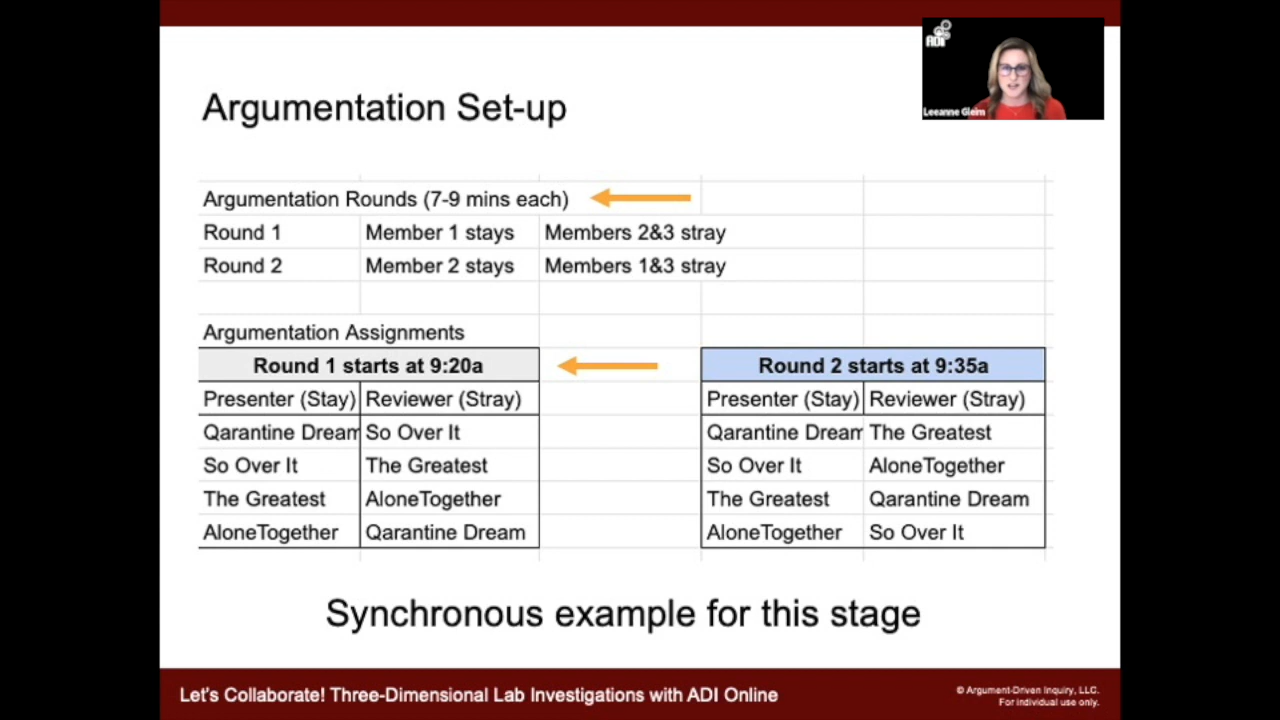 ADI
Leeanne Gleim
Argumentation Set-up
Argumentation Rounds (7-9 mins each)
Round 1 Member 1 stays Members 2&3 stray
Round 2 Member 2 stays Members 1&3 stray
Argumentation Assignments
Round 1 starts at 9:20a Round 2 starts at 9:35a
Presenter (Stay) Reviewer (Stray) Presenter (Stay) Reviewer (Stray)
Qarantine Dream So Over It Qarantine Dream The Greatest
So Over It The Greatest So Over It AloneTogether
The Greatest AloneTogether The Greatest Qarantine Dream
AloneTogether Qarantine Dream AloneTogether So Over It
Synchronous example for this stage
Let's Collaborate! Three-Dimensional Lab Investigations with ADI Online
© Argument-Driven Inquiry, LLC.
For individual use only.